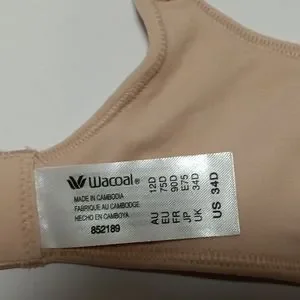 Wacoal®
MADE IN CAMBODIA
FABRIQUE AU CAMBODGE
HECHO EN CAMBOYA
852189
AU 12D
EU 75D
FR 90D
JP E75
UK 34D
US 34D